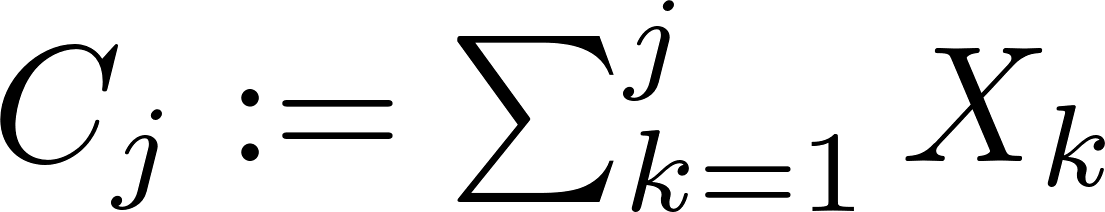 C_j := \sum_{k=1}^{j} X_k